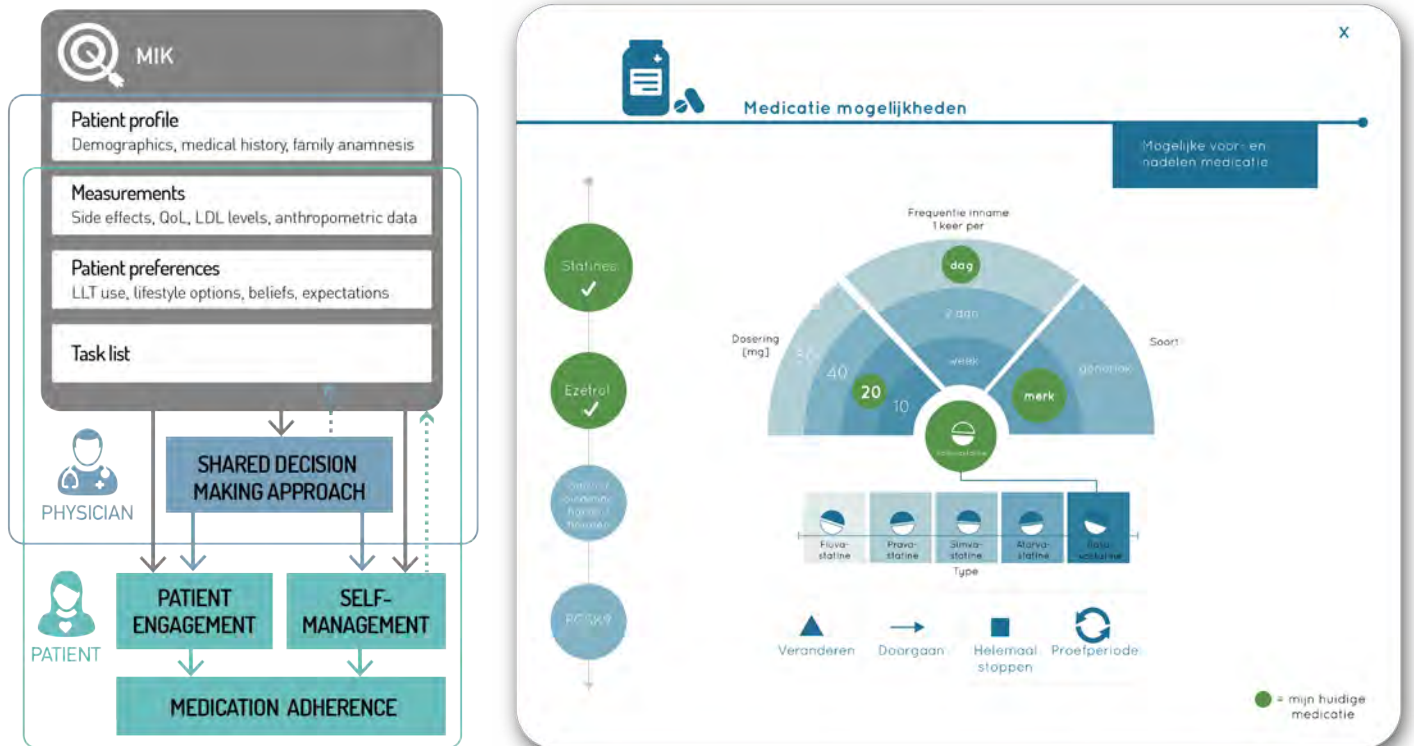 MIK
Patient profile
Demographics, medical history, family anamnesis
Measurements
Side effects, QoL, LDL levels, anthropometric data
Patient preferences
LLT use, lifestyle options, beliefs, expectations
Task list
PHYSICIAN
SHARED DECISION
MAKING APPROACH
PATIENT
PATIENT
ENGAGEMENT
SELF-
MANAGEMENT
MEDICATION ADHERENCE
X
Medicatie mogelijkheden
Mogelijke voor- en
nadelen medicatie
Statines
Ezetrol
PCSK9
Frequentie inname
1 keer per
dag
2 dgn
week
Dosering
[mg]
40
20
10
Soort
generiek
merk
Fluva-
statine
Prava-
statine
Simva-
statine
Atorva-
statine
Type
Veranderen
Doorgaan
Helemaal
stoppen
Proefperiode
= mijn huidige
medicatie